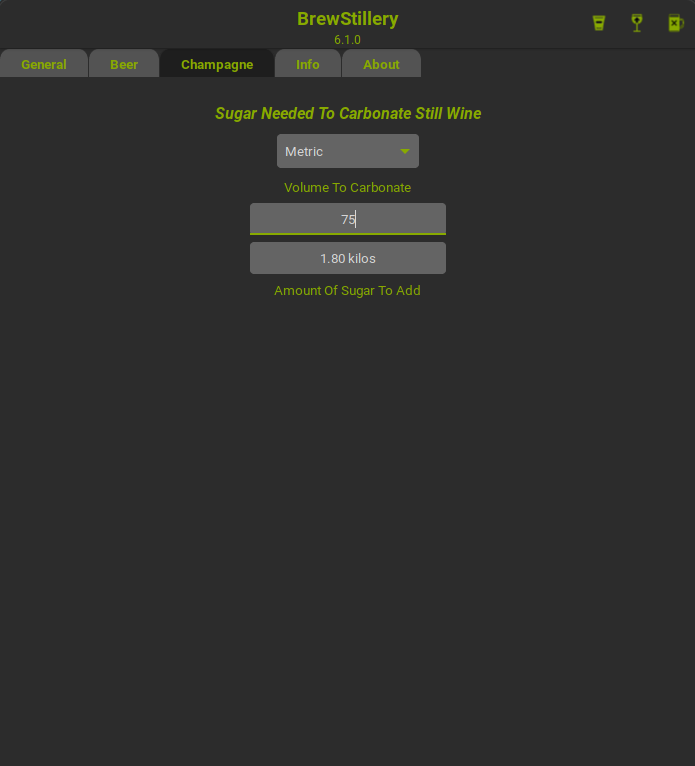 BrewStillery
6.1.0
General Beer Champagne Info About
Sugar Needed To Carbonate Still Wine
Metric
Volume To Carbonate
75
1.80 kilos
Amount Of Sugar To Add